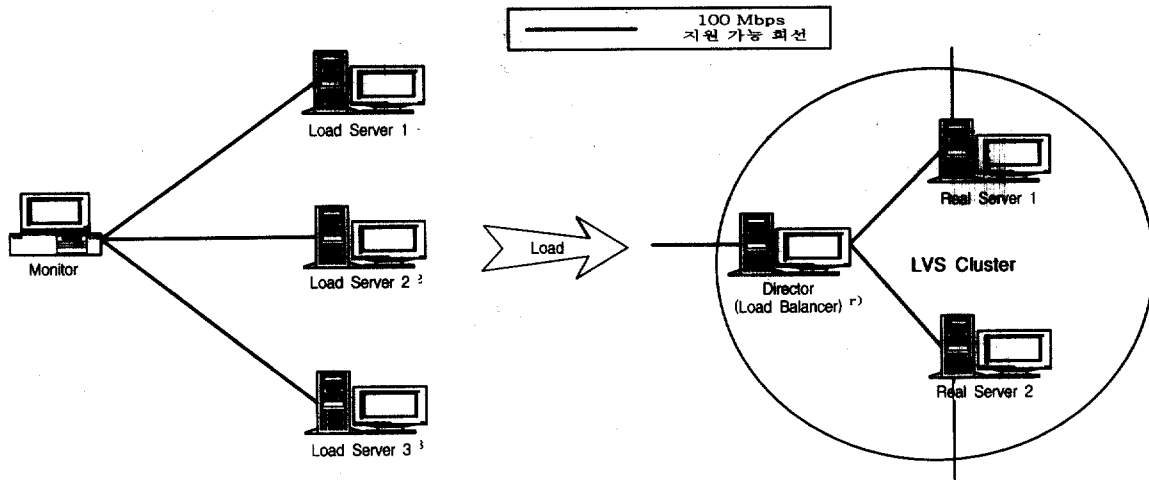 100 Mbps
지원 가능 회선
Load Server 1
Monitor
Load Server 2
Load Server 3
Load
Real Server 1
Director
(Load Balancer) r)
LVS Cluster
Real Server 2